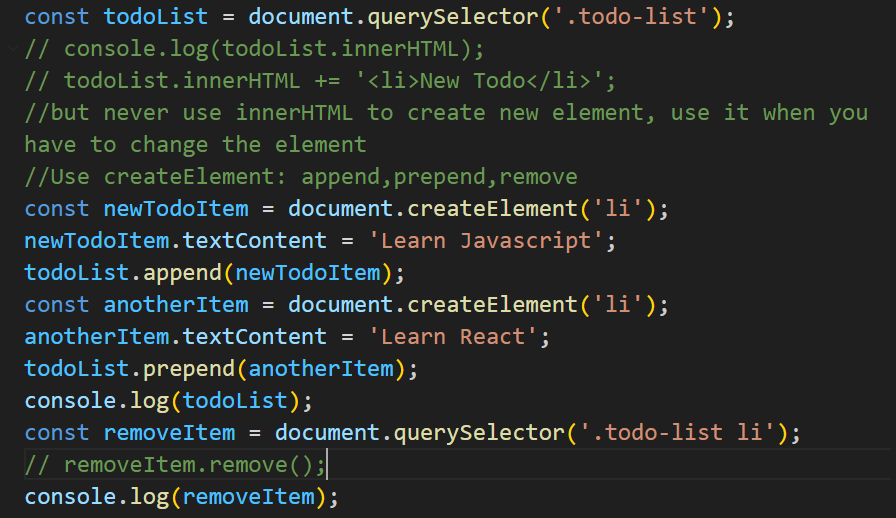 const todoList = document.querySelector('.todo-list');
// console.log(todoList.innerHTML);
// todoList.innerHTML += '<li>New Todo</li>';
//but never use innerHTML to create new element, use it when you
have to change the element
//Use createElement: append,prepend,remove
const newTodoItem = document.createElement('li');
newTodoItem.textContent = 'Learn Javascript';
todoList.append(newTodoItem);
const anotherItem = document.createElement('li');
anotherItem.textContent = 'Learn React';
todoList.prepend(anotherItem);
console.log(todoList);
const removeItem = document.querySelector('.todo-list li');
// removeItem.remove();
console.log(removeItem);